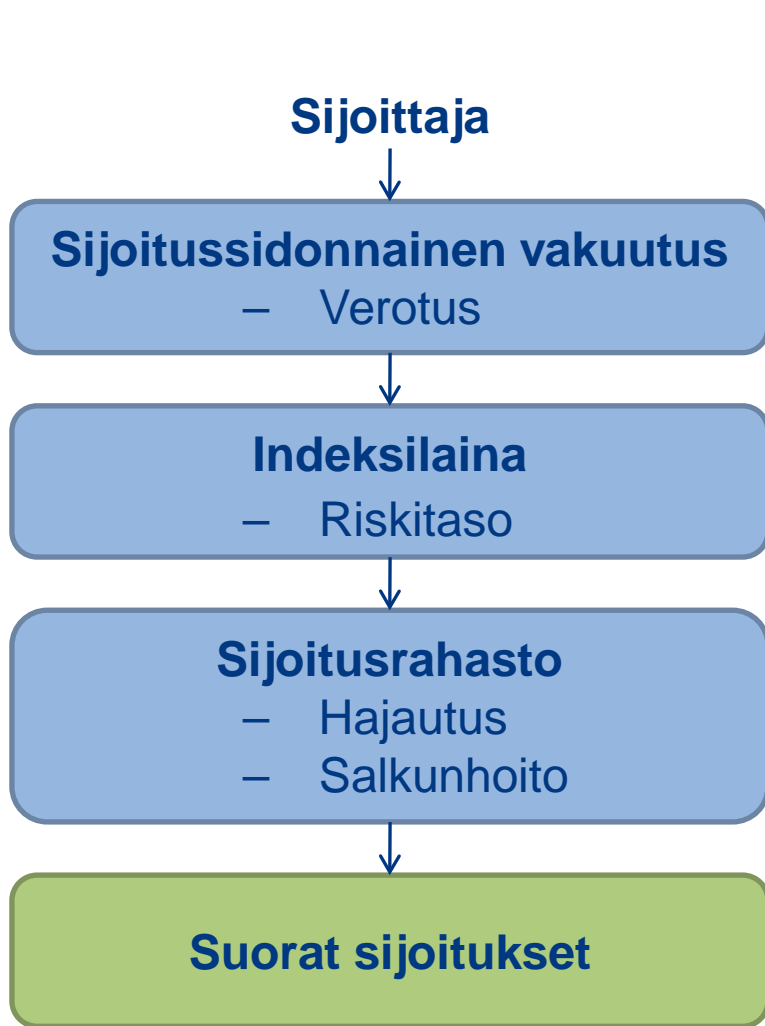 Sijoittaja
Sijoitussidonnainen vakuutus
– Verotus
Indeksilaina
– Riskitaso
Sijoitusrahasto
– Hajautus
– Salkunhoito
Suorat sijoitukset